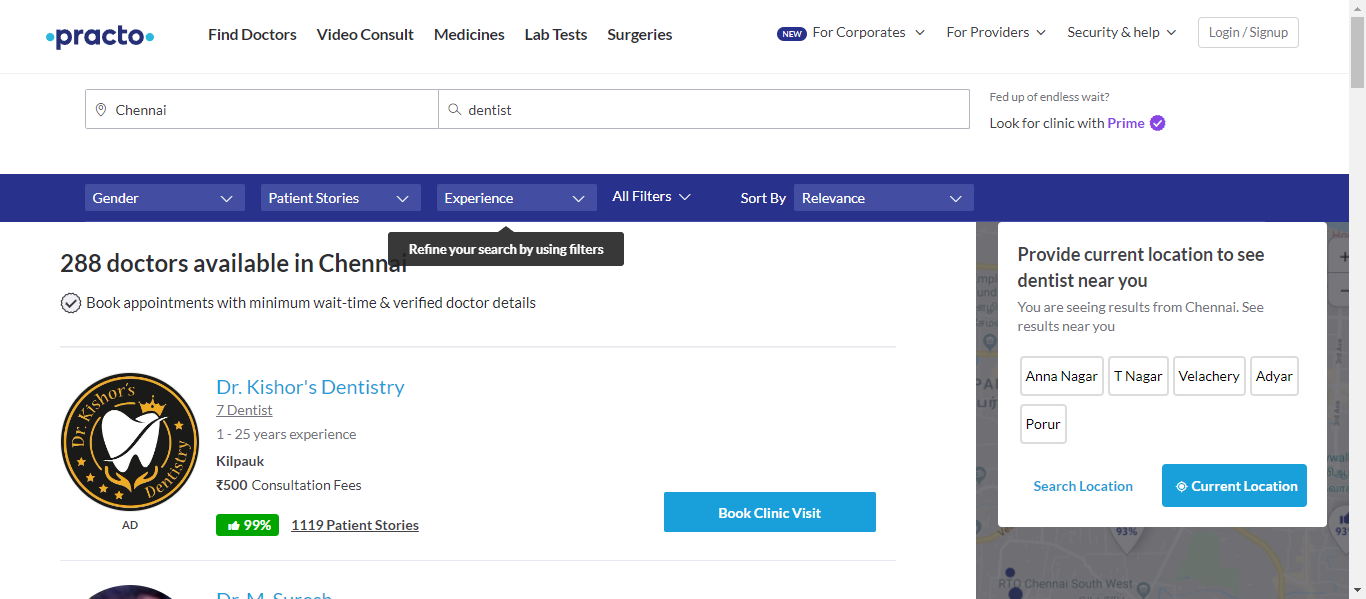 practo
Find Doctors
Video Consult
Medicines
Lab Tests
Surgeries
NEW For Corporates
For Providers
Security & help
Login / Signup
Chennai
dentist
Fed up of endless wait?
Look for clinic with Prime
Gender
Patient Stories
Experience
All Filters
Sort By
Relevance
Refine your search by using filters
288 doctors available in Chennai
Book appointments with minimum wait-time & verified doctor details
Dr. Kishor's
Dentistry
AD
Dr. Kishor's Dentistry
7 Dentist
1 - 25 years experience
Kilpauk
₹500 Consultation Fees
99%
1119 Patient Stories
Book Clinic Visit
Provide current location to see
dentist near you
You are seeing results from Chennai. See
results near you
Anna Nagar
T Nagar
Velachery
Adyar
Porur
Search Location
Current Location
93%
RTO Chennai South West